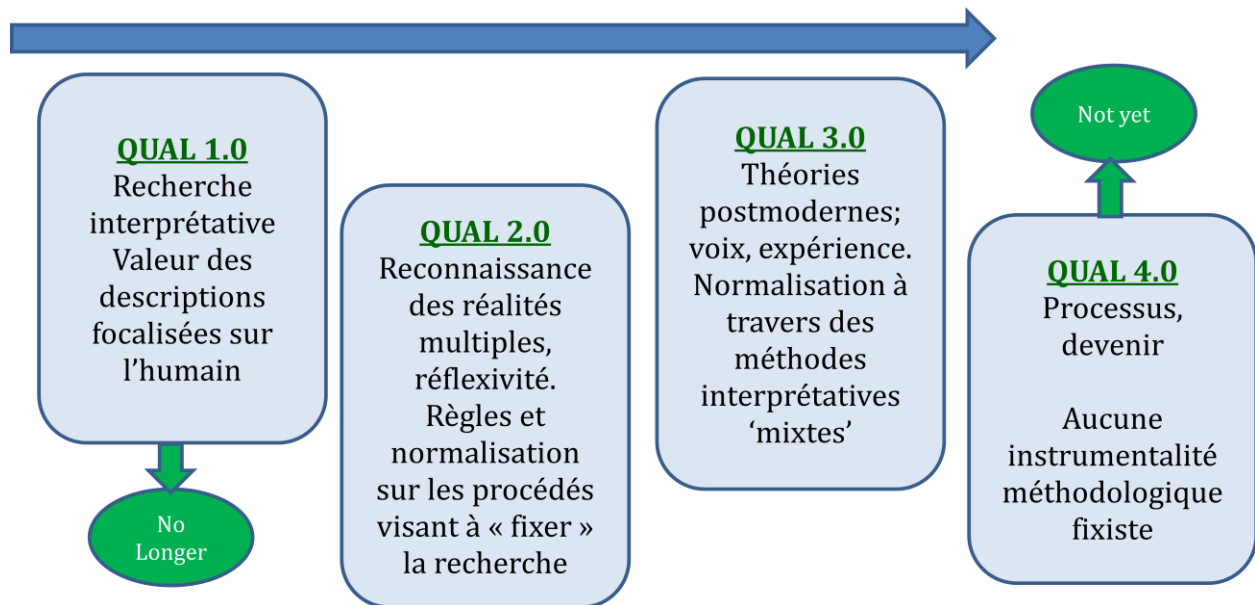 QUAL 1.0
Recherche
interprétative
Valeur des
descriptions
focalisées sur
l’humain
No
Longer
QUAL 2.0
Reconnaissance
des réalités
multiples,
réflexivité.
Règles et
normalisation
sur les procédés
visant à « fixer »
la recherche
QUAL 3.0
Théories
postmodernes;
voix, expérience.
Normalisation à
travers des
méthodes
interprétatives
‘mixtes’
Not yet
QUAL 4.0
Processus,
devenir
Aucune
instrumentalité
méthodologique
fixiste